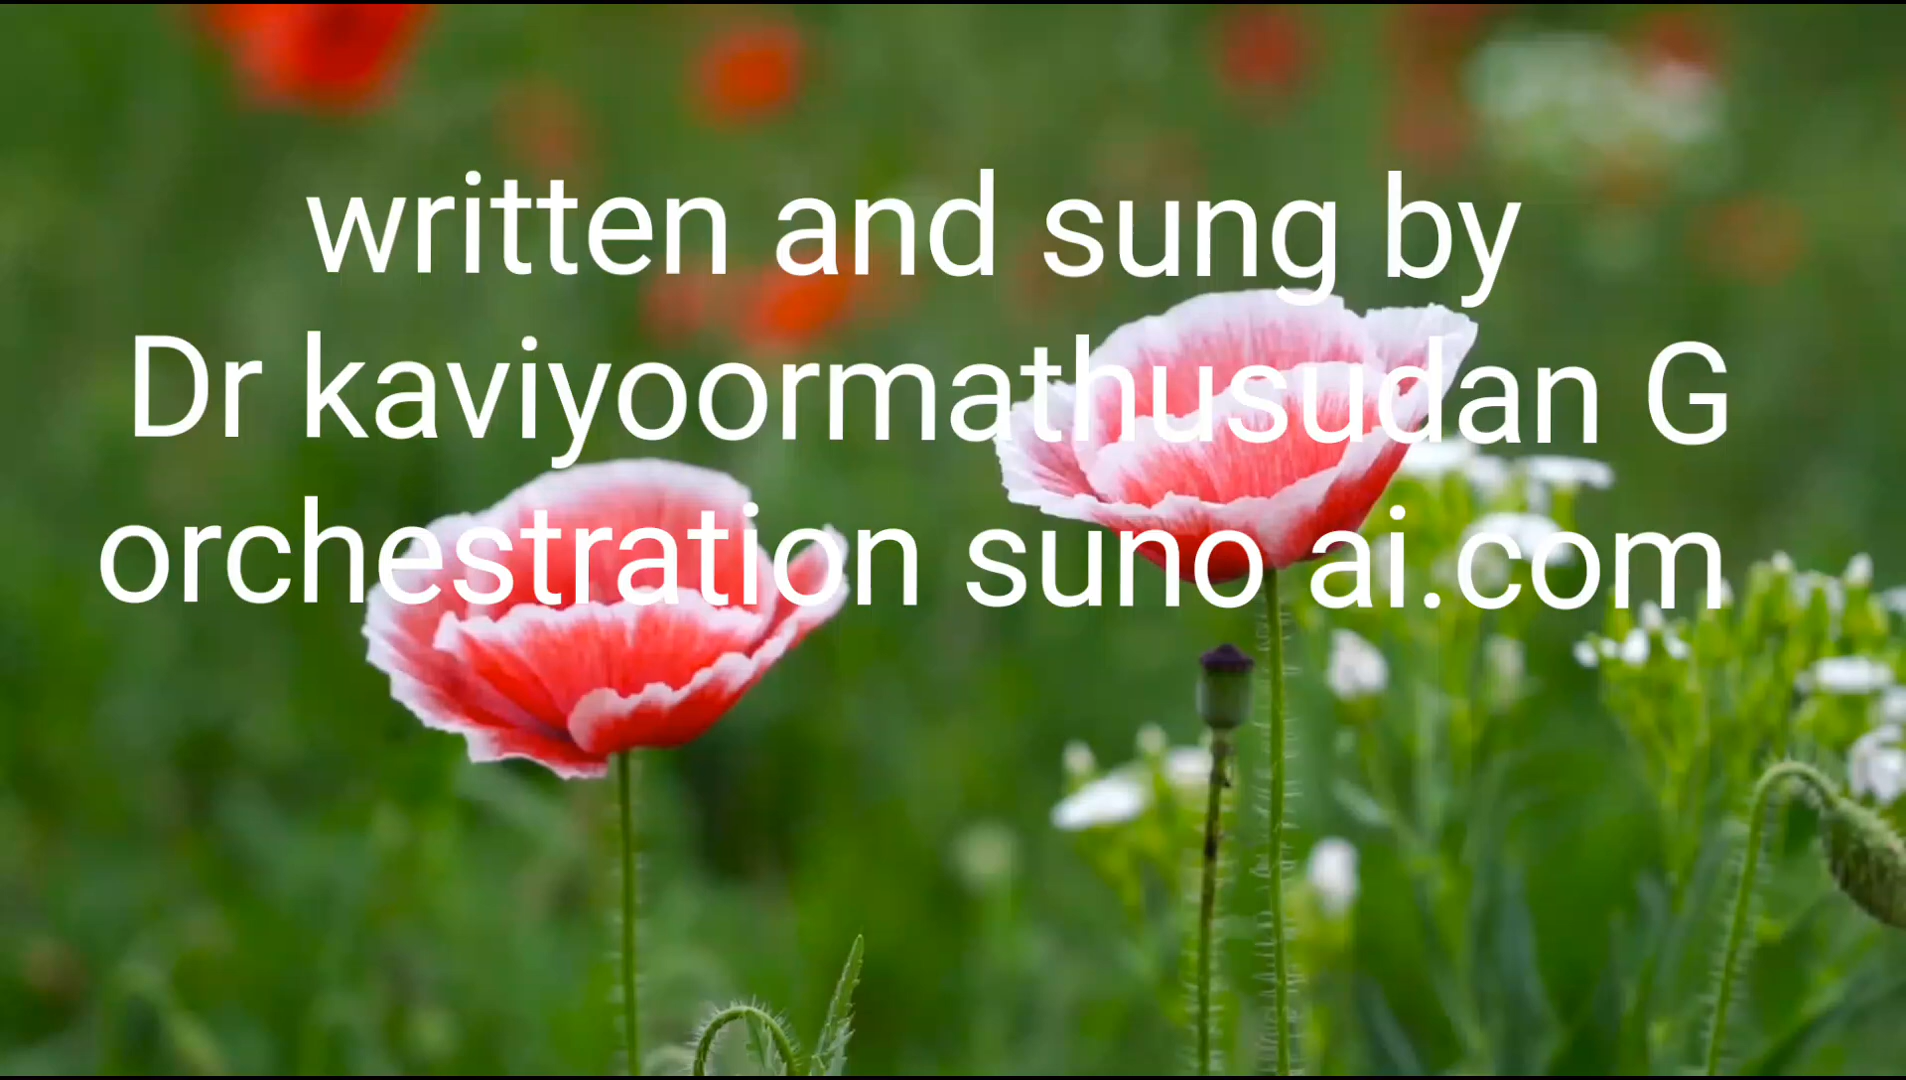 written and sung by
Dr kaviyoormathusudan G
orchestration suno ai.com